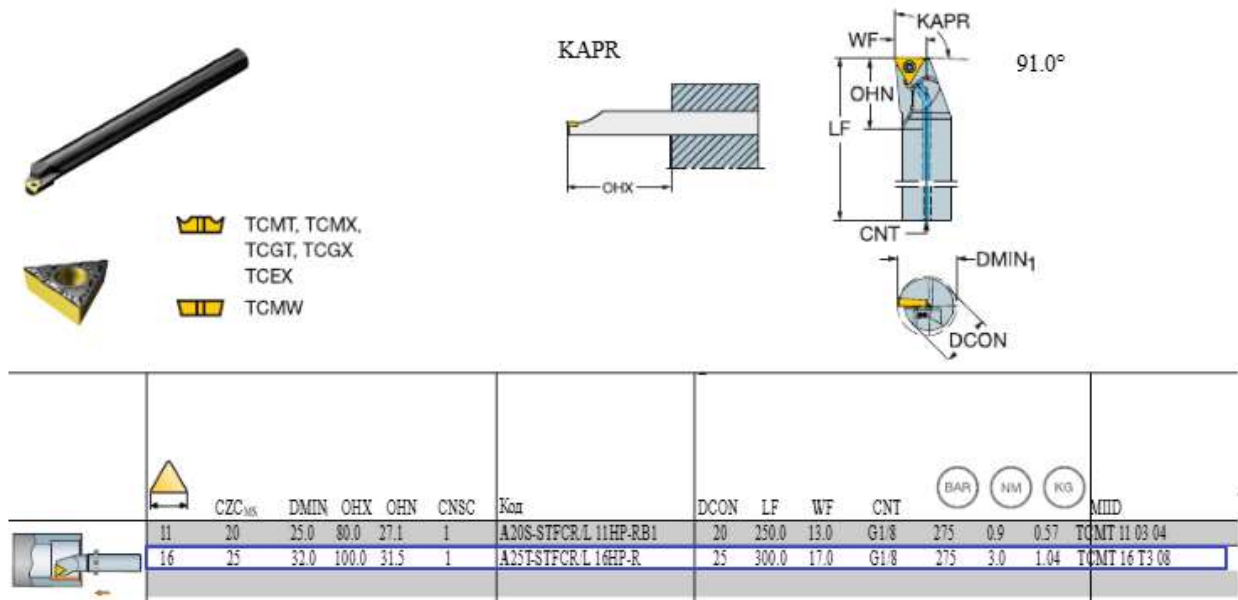 KAPR
KAPR
WF
91.0°
OHN
LF
OHX
TCMT, TCMX,
TCGT, TCGX
TCEX
TCMW
CNT
DMIN1
DCON
BAR NM KG
CZCMS DMIN OHX OHN CNSC Код DCON LF WF CNT MIID
11 20 25.0 80.0 27.1 1 A20S-STFCR/L 11HP-RB1 20 250.0 13.0 G1/8 275 0.9 0.57 TCMT 11 03 04
16 25 32.0 100.0 31.5 1 A25T-STFCR/L 16HP-R 25 300.0 17.0 G1/8 275 3.0 1.04 TCMT 16 T3 08